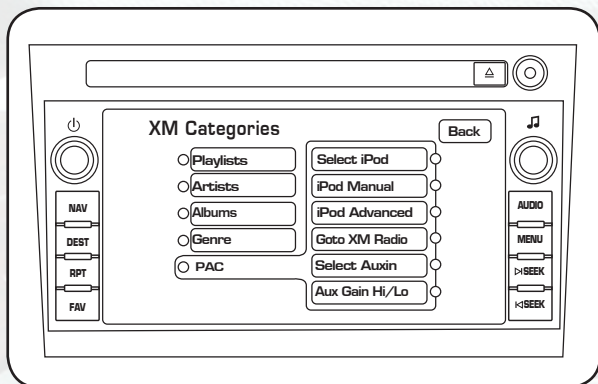 XM Categories
Back
Playlists
Artists
Albums
Genre
PAC
Select iPod
iPod Manual
iPod Advanced
Goto XM Radio
Select Auxin
Aux Gain Hi/Lo
NAV
DEST
RPT
FAV
AUDIO
MENU
SEEK
SEEK